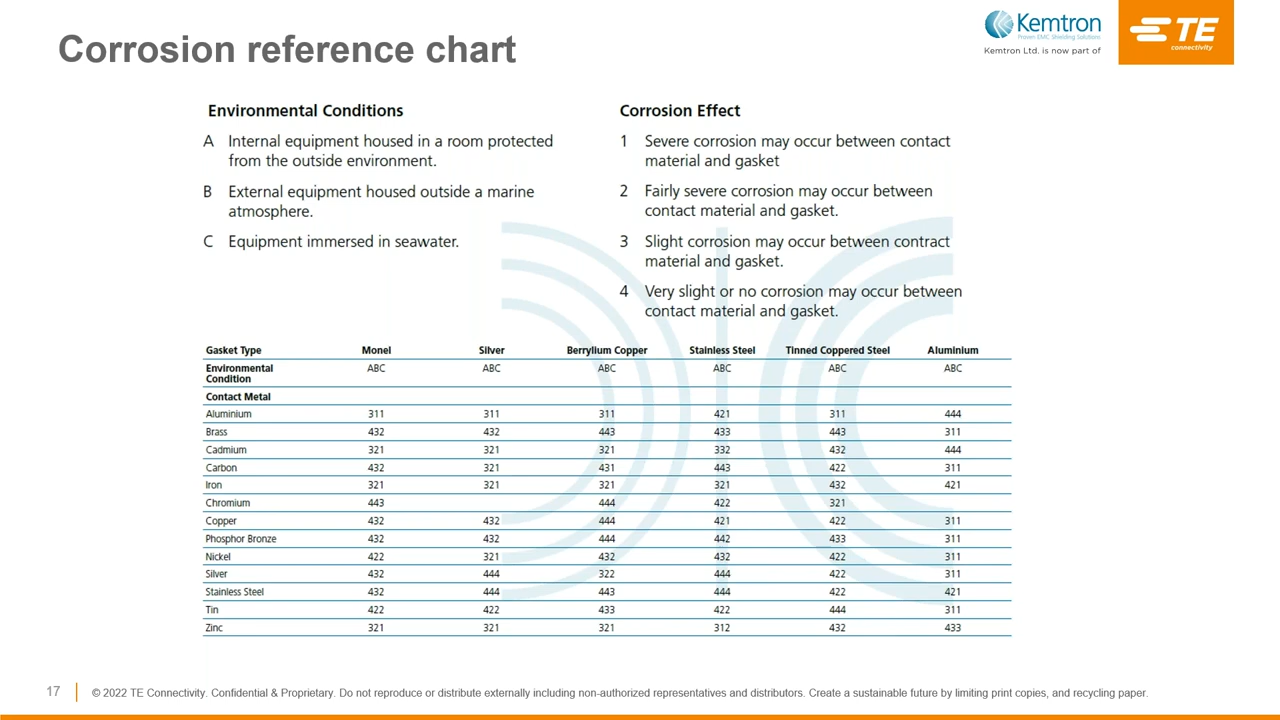 Corrosion reference chart
Kemtron
Proven EMC Shielding Solutions
Kemtron Ltd. is now part of
TE
connectivity
Environmental Conditions
A Internal equipment housed in a room protected
from the outside environment.
B External equipment housed outside a marine
atmosphere.
C Equipment immersed in seawater.
Corrosion Effect
1 Severe corrosion may occur between contact
material and gasket
2 Fairly severe corrosion may occur between
contact material and gasket.
3 Slight corrosion may occur between contract
material and gasket.
4 Very slight or no corrosion may occur between
contact material and gasket.
Gasket Type Monel Silver Berrylium Copper Stainless Steel Tinned Coppered Steel Aluminium
Environmental ABC ABC ABC ABC ABC ABC
Condition
Contact Metal
Aluminium 311 311 311 421 311 444
Brass 432 432 443 433 443 311
Cadmium 321 321 321 332 432 444
Carbon 432 321 431 443 422 311
Iron 321 321 321 321 432 421
Chromium 443 444 422 321
Copper 432 432 444 421 422 311
Phosphor Bronze 432 432 444 442 433 311
Nickel 422 321 432 432 422 311
Silver 432 444 322 444 422 311
Stainless Steel 432 444 443 444 422 421
Tin 422 422 433 422 444 311
Zinc 321 321 321 312 432 433
17 © 2022 TE Connectivity. Confidential & Proprietary. Do not reproduce or distribute externally including non-authorized representatives and distributors. Create a sustainable future by limiting print copies, and recycling paper.